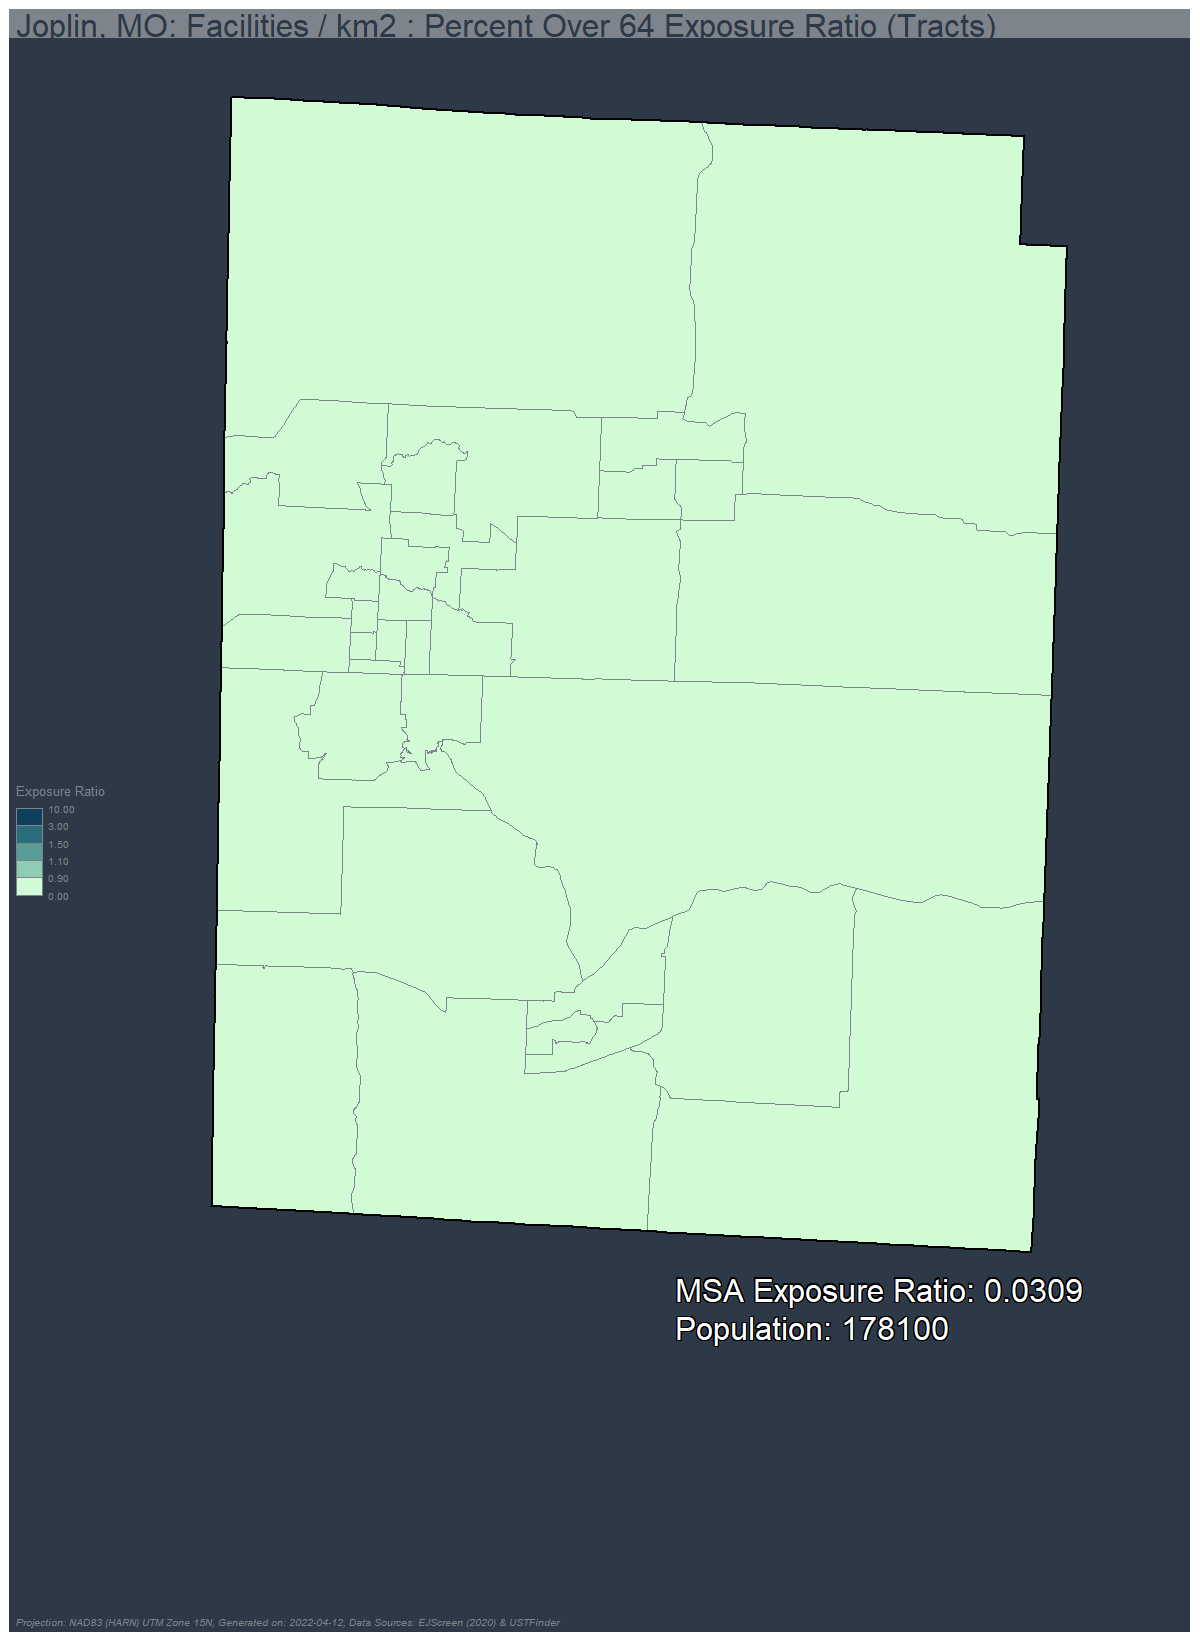 Joplin, MO: Facilities / km2 : Percent Over 64 Exposure Ratio (Tracts)
Exposure Ratio
10.00
3.00
1.50
1.10
0.90
0.00
MSA Exposure Ratio: 0.0309
Population: 178100
Projection: NAD83 (HARN) UTM Zone 15N, Generated on: 2022-04-12, Data Sources: EJScreen (2020) & USTFinder